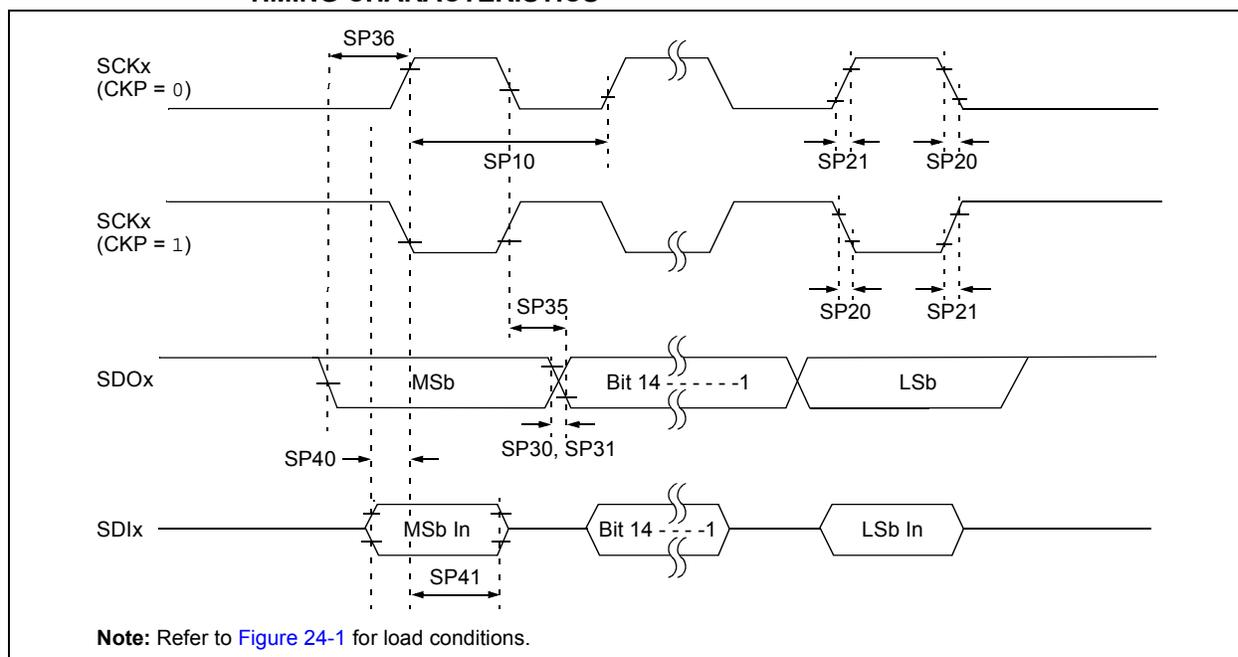 TIMING CHARACTERISTICS
SP36
SCKx
(CKP = 0)
SP10
SP21
SP20
SCKx
(CKP = 1)
SP35
SP20
SP21
SDOx
MSb
Bit 14 - - - - - -1
LSb
SP30, SP31
SP40
SDIx
MSb In
Bit 14 - - - -1
LSb In
SP41
Note: Refer to Figure 24-1 for load conditions.